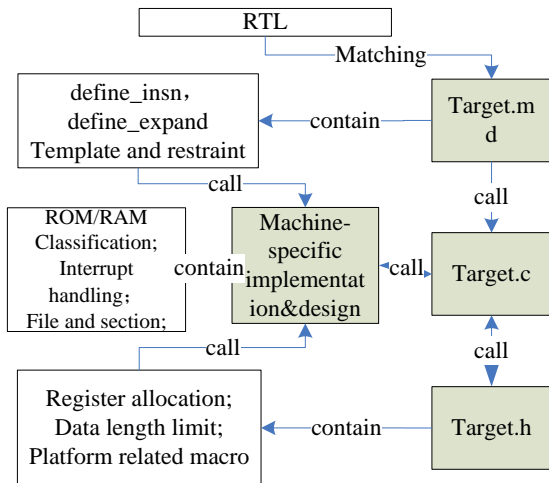 RTL
Matching
define_insn，
define_expand
Template and restraint
contain
Target.m
d
call
call
ROM/RAM
Classification;
Interrupt
handling；
File and section;
contain
Machine-
specific
implementat
ion&design
call
Target.c
call
call
Register allocation;
Data length limit;
Platform related macro
contain
Target.h